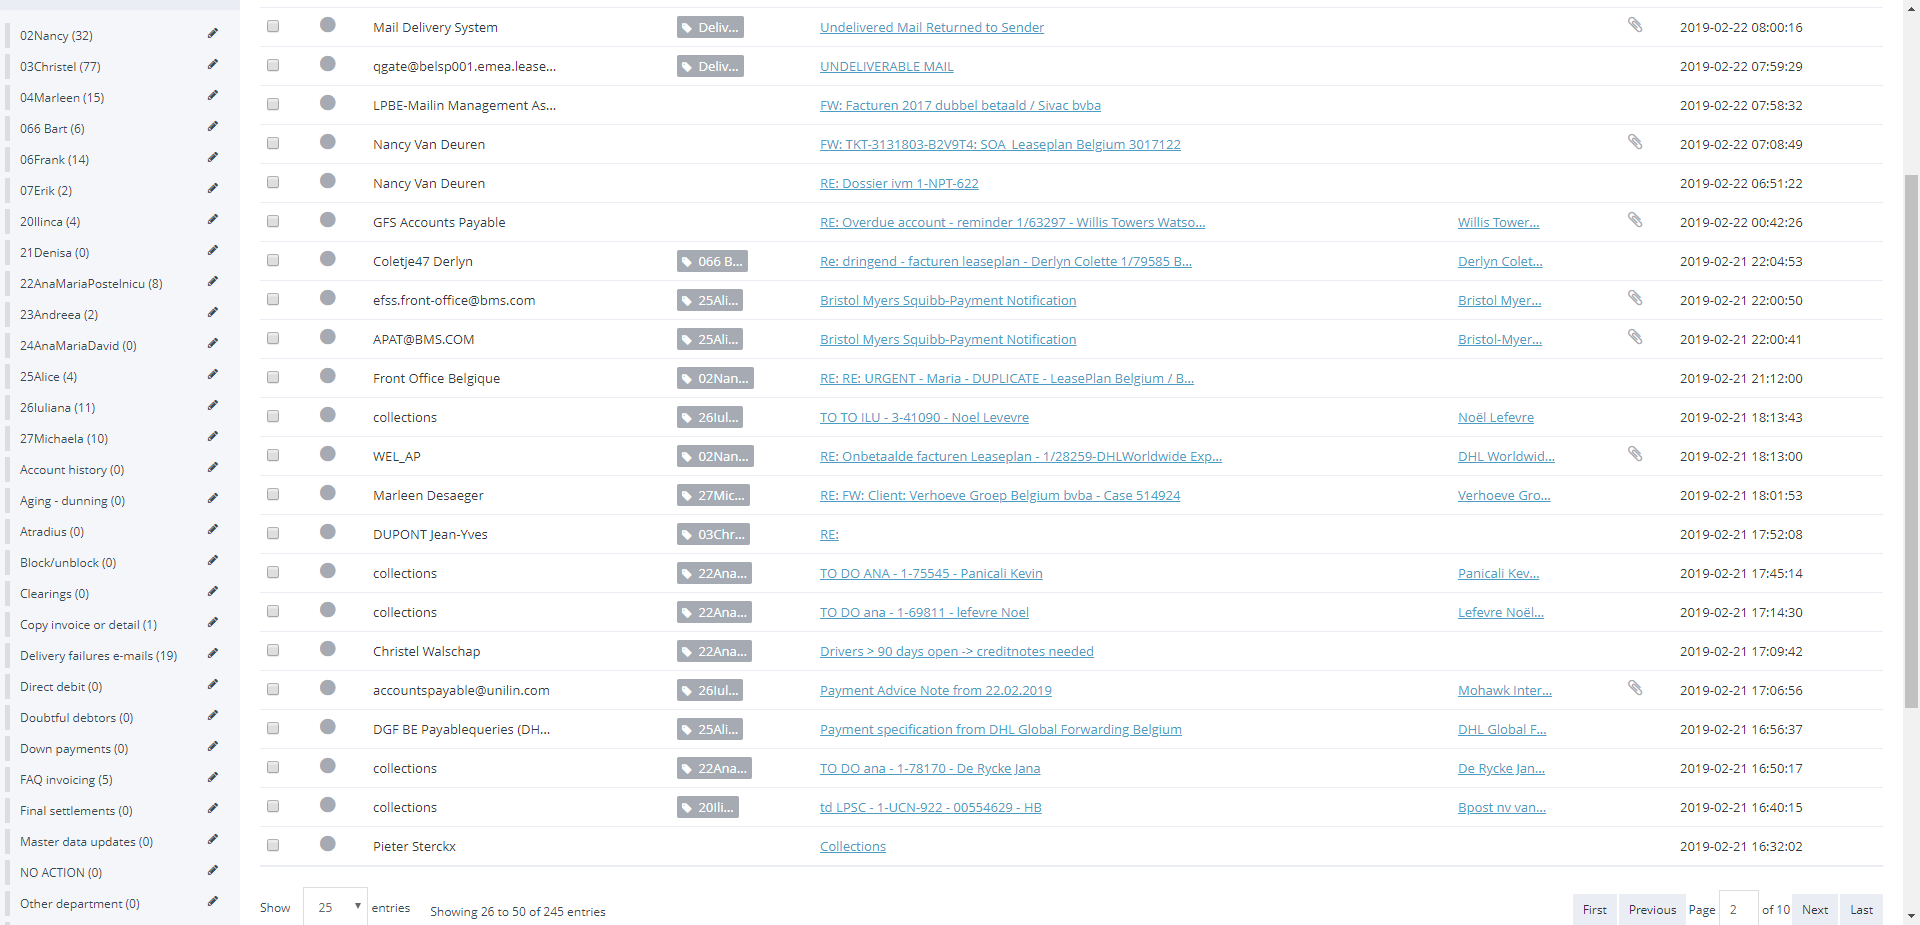 02Nancy (32)
03Christel (77)
04Marleen (15)
066 Bart (6)
06Frank (14)
07Erik (2)
20Ilinca (4)
21Denisa (0)
22AnaMariaPostelnicu (8)
23Andreea (2)
24AnaMariaDavid (0)
25Alice (4)
26Iuliana (11)
27Michaela (10)
Account history (0)
Aging - dunning (0)
Atradius (0)
Block/unblock (0)
Clearings (0)
Copy invoice or detail (1)
Delivery failures e-mails (19)
Direct debit (0)
Doubtful debtors (0)
Down payments (0)
FAQ invoicing (5)
Final settlements (0)
Master data updates (0)
NO ACTION (0)
Other department (0)
Mail Delivery System Deliv... Undelivered Mail Returned to Sender 2019-02-22 08:00:16
qgate@belsp001.emea.lease... Deliv... UNDELIVERABLE MAIL 2019-02-22 07:59:29
LPBE-Mailin Management As... FW: Facturen 2017 dubbel betaald / Sivac bvba 2019-02-22 07:58:32
Nancy Van Deuren FW: TKT-3131803-B2V9T4: SOA Leaseplan Belgium 3017122 2019-02-22 07:08:49
Nancy Van Deuren RE: Dossier ivm 1-NPT-622 2019-02-22 06:51:22
GFS Accounts Payable RE: Overdue account - reminder 1/63297 - Willis Towers Watso... Willis Tower... 2019-02-22 00:42:26
Coletje47 Derlyn 066 B... Re: dringend - facturen leaseplan - Derlyn Colette 1/79585 B... Derlyn Colet... 2019-02-21 22:04:53
efss.front-office@bms.com 25Ali... Bristol Myers Squibb-Payment Notification Bristol Myer... 2019-02-21 22:00:50
APAT@BMS.COM 25Ali... Bristol Myers Squibb-Payment Notification Bristol-Myer... 2019-02-21 22:00:41
Front Office Belgique 02Nan... RE: RE: URGENT - Maria - DUPLICATE - LeasePlan Belgium / B... 2019-02-21 21:12:00
collections 26Iul... TO TO ILU - 3-41090 - Noel Levevre Noël Lefevre 2019-02-21 18:13:43
WEL_AP 02Nan... RE: Onbetaalde facturen Leaseplan - 1/28259-DHLWorldwide Exp... DHL Worldwid... 2019-02-21 18:13:00
Marleen Desaeger 27Mic... RE: FW: Client: Verhoeve Groep Belgium bvba - Case 514924 Verhoeve Gro... 2019-02-21 18:01:53
DUPONT Jean-Yves 03Chr... RE: 2019-02-21 17:52:08
collections 22Ana... TO DO ANA - 1-75545 - Panicali Kevin Panicali Kev... 2019-02-21 17:45:14
collections 22Ana... TO DO ana - 1-69811 - lefevre Noel Lefevre Noël... 2019-02-21 17:14:30
Christel Walschap 22Ana... Drivers > 90 days open -> creditnotes needed 2019-02-21 17:09:42
accountspayable@unilin.com 26Iul... Payment Advice Note from 22.02.2019 Mohawk Inter... 2019-02-21 17:06:56
DGF BE Payablequeries (DH... 25Ali... Payment specification from DHL Global Forwarding Belgium DHL Global F... 2019-02-21 16:56:37
collections 22Ana... TO DO ana - 1-78170 - De Rycke Jana De Rycke Jan... 2019-02-21 16:50:17
collections 20Ili... td LPSC - 1-UCN-922 - 00554629 - HB Bpost nv van... 2019-02-21 16:40:15
Pieter Sterckx Collections 2019-02-21 16:32:02
Show 25 entries Showing 26 to 50 of 245 entries First Previous Page 2 of 10 Next Last